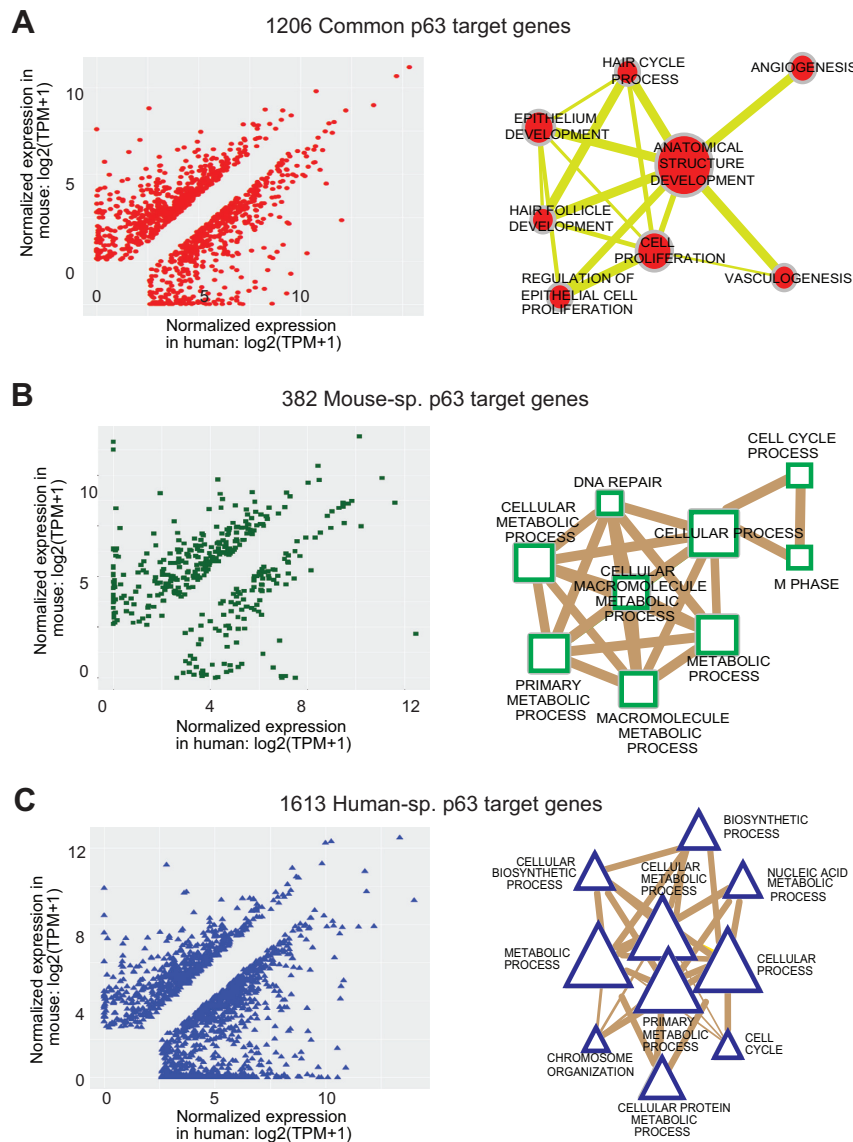 A
1206 Common p63 target genes
Normalized expression in
mouse: log2(TPM+1)
10
5
0
0
5
10
Normalized expression
in human: log2(TPM+1)
HAIR CYCLE
PROCESS
ANGIOGENESIS
EPITHELIUM
DEVELOPMENT
ANATOMICAL
STRUCTURE
DEVELOPMENT
HAIR FOLLICLE
DEVELOPMENT
CELL
PROLIFERATION
REGULATION OF
EPITHELIAL CELL
PROLIFERATION
VASCULOGENESIS
B
382 Mouse-sp. p63 target genes
Normalized expression in
mouse: log2(TPM+1)
10
5
0
0
4
8
12
Normalized expression
in human: log2(TPM+1)
CELL CYCLE
PROCESS
DNA REPAIR
CELLULAR
METABOLIC
PROCESS
CELLULAR PROCESS
M PHASE
CELLULAR
MACROMOLECULE
METABOLIC
PROCESS
PRIMARY
METABOLIC
PROCESS
METABOLIC
PROCESS
MACROMOLECULE
METABOLIC
PROCESS
C
1613 Human-sp. p63 target genes
Normalized expression in
mouse: log2(TPM+1)
12
8
4
0
0
5
10
Normalized expression
in human: log2(TPM+1)
BIOSYNTHETIC
PROCESS
CELLULAR
BIOSYNTHETIC
PROCESS
CELLULAR
METABOLIC
PROCESS
NUCLEIC ACID
METABOLIC
PROCESS
METABOLIC
PROCESS
CELLULAR
PROCESS
PRIMARY
METABOLIC
PROCESS
CELL
CYCLE
CHROMOSOME
ORGANIZATION
CELLULAR PROTEIN
METABOLIC
PROCESS